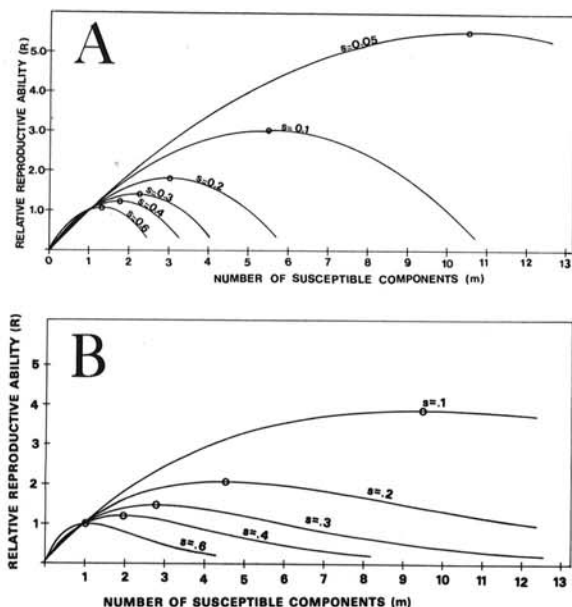 A
RELATIVE REPRODUCTIVE ABILITY (R)
5.0
4.0
3.0
2.0
1.0
s=0.05
s=0.1
s=0.2
s=0.3
s=0.4
s=0.6
0 1 2 3 4 5 6 7 8 9 10 11 12 13
NUMBER OF SUSCEPTIBLE COMPONENTS (m)
B
RELATIVE REPRODUCTIVE ABILITY (R)
5
4
3
2
1
s=.1
s=.2
s=.3
s=.4
s=.6
0 1 2 3 4 5 6 7 8 9 10 11 12 13
NUMBER OF SUSCEPTIBLE COMPONENTS (m)